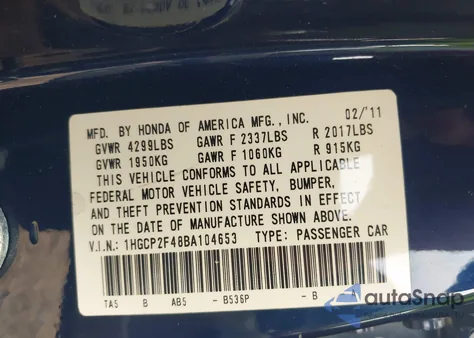 MFD. BY HONDA OF AMERICA MFG., INC. 02/'11
GVWR 4299LBS GAWR F 2337LBS R 2017LBS
GVWR 1950KG GAWR F 1060KG R 915KG
THIS VEHICLE CONFORMS TO ALL APPLICABLE
FEDERAL MOTOR VEHICLE SAFETY, BUMPER,
AND THEFT PREVENTION STANDARDS IN EFFECT
ON THE DATE OF MANUFACTURE SHOWN ABOVE.
V.I.N.: 1HGCP2F48BA104653 TYPE: PASSENGER CAR
TA5 B AB5 - B536P - B A
autoSnap